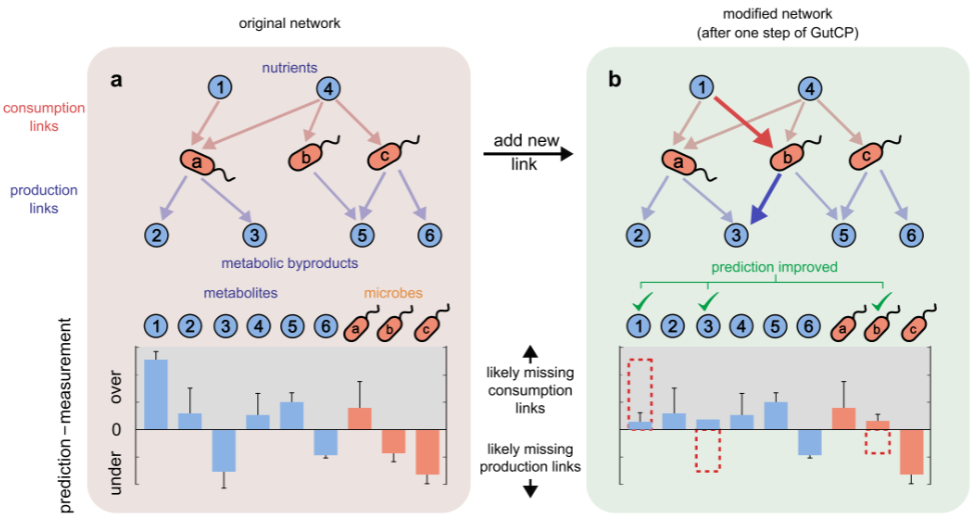 original network
modified network
(after one step of GutCP)
a
nutrients
1
4
consumption
links
a
b
c
production
links
2
3
5
6
metabolic byproducts
add new
link
b
1
4
a
b
c
2
3
5
6
prediction improved
metabolites
microbes
1
2
3
4
5
6
a
b
c
1
2
3
4
5
6
a
b
c
prediction – measurement
over
0
under
likely missing
consumption
links
likely missing
production links
0